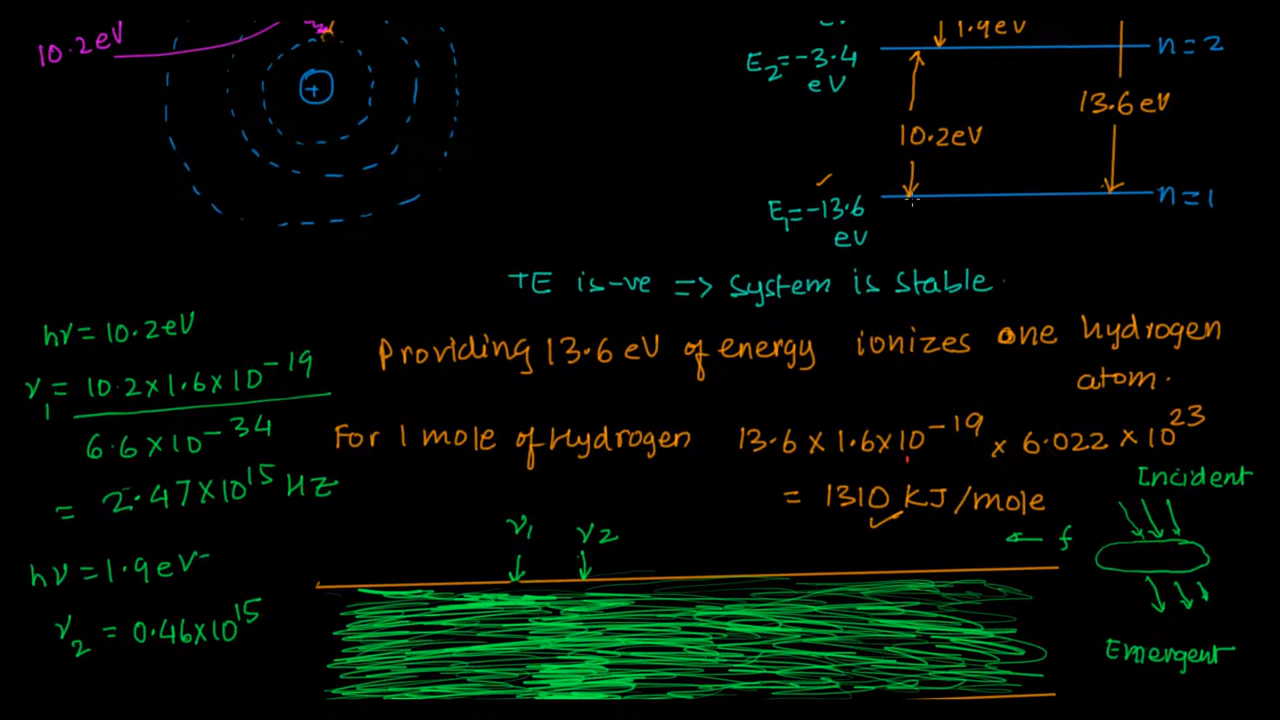 10.2eV
+
1.9eV
E2=-3.4
eV
n=2
13.6eV
10.2eV
E1=-13.6
eV
n=1
TE is-ve => System is stable.
hν=10.2eV
ν1 = 10.2×1.6×10^-19
6.6×10^-34
= 2.47×10^15 HZ
Providing 13.6 eV of energy ionizes one hydrogen
atom.
For 1 mole of Hydrogen 13.6 × 1.6×10^-19 × 6.022 × 10^23
= 1310 KJ/mole
Incident
ν1 ν2
← f
hν=1.9eV
ν2 = 0.46×10^15
Emergent